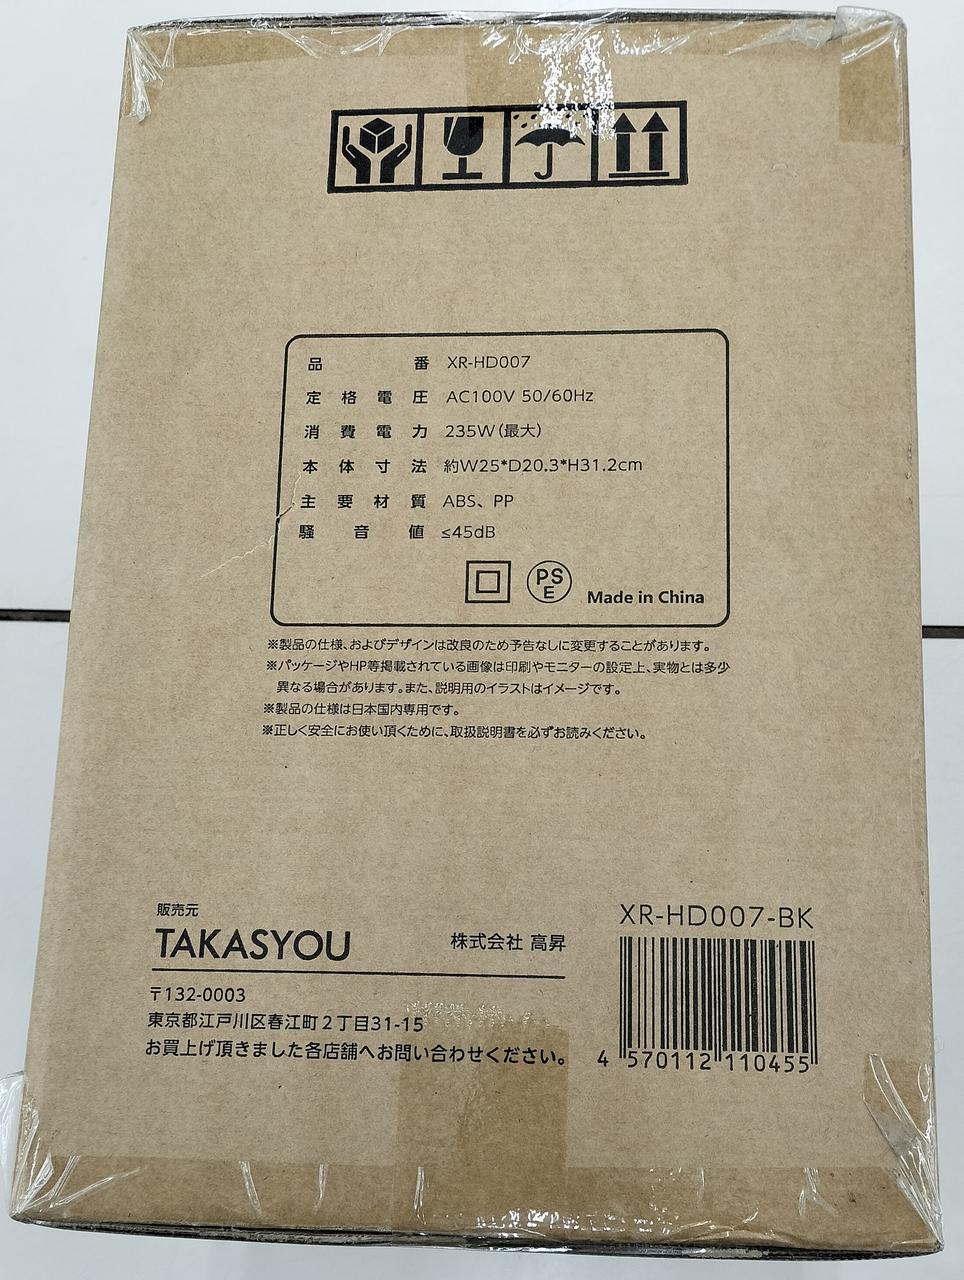 品番 XR-HD007
定格電圧 AC100V 50/60Hz
消費電力 235W(最大)
本体寸法 約W25*D20.3*H31.2cm
主要材質 ABS、PP
騒音値 ≤45dB
PSE Made in China
※製品の仕様、およびデザインは改良のため予告なしに変更することがあります。
※パッケージやHP等掲載されている画像は印刷やモニターの設定上、実物とは多少
異なる場合があります。また、説明用のイラストはイメージです。
※製品の仕様は日本国内専用です。
※正しく安全にお使い頂くために、取扱説明書を必ずお読みください。
販売元
TAKASYOU 株式会社 高昇
〒132-0003
東京都江戸川区春江町2丁目31-15
お買上げ頂きました各店舗へお問い合わせください。
XR-HD007-BK
4 570112 110455